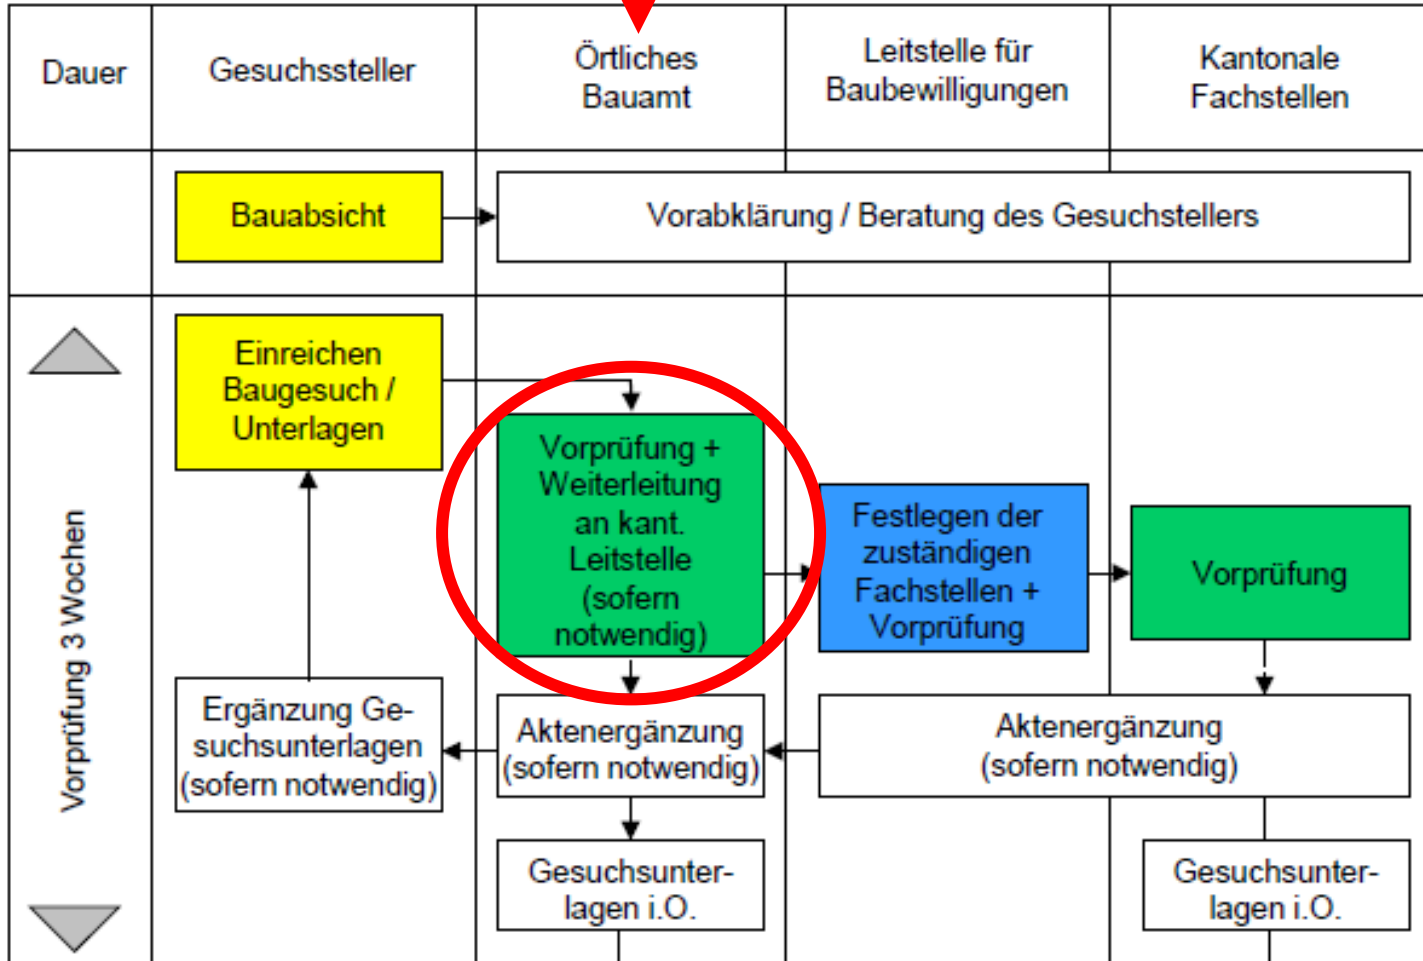 Dauer
Gesuchssteller
Örtliches
Bauamt
Leitstelle für
Baubewilligungen
Kantonale
Fachstellen
Bauabsicht
Vorabklärung / Beratung des Gesuchstellers
Vorprüfung 3 Wochen
Einreichen
Baugesuch /
Unterlagen
Vorprüfung +
Weiterleitung
an kant.
Leitstelle
(sofern
notwendig)
Festlegen der
zuständigen
Fachstellen +
Vorprüfung
Vorprüfung
Ergänzung Ge-
suchsunterlagen
(sofern notwendig)
Aktenergänzung
(sofern notwendig)
Aktenergänzung
(sofern notwendig)
Gesuchsunter-
lagen i.O.
Gesuchsunter-
lagen i.O.